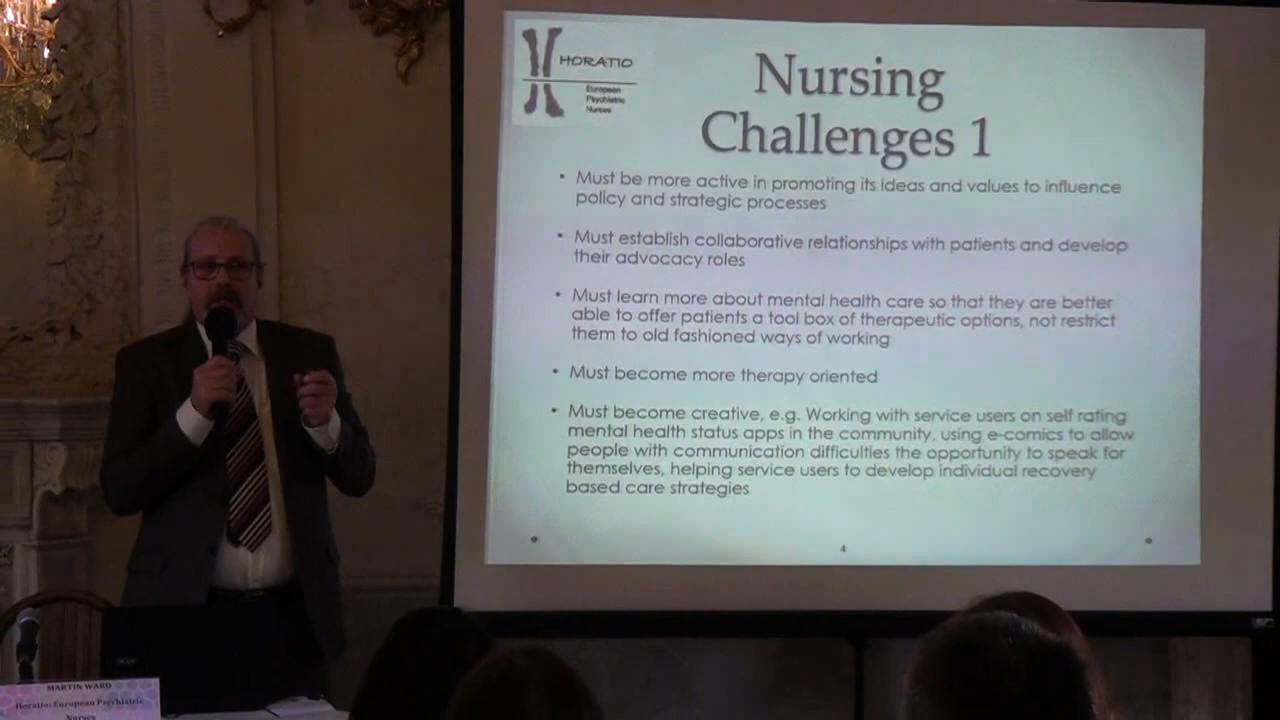 HORATIO
European
Psychiatric
Nurses
Nursing
Challenges 1
• Must be more active in promoting its ideas and values to influence
policy and strategic processes
• Must establish collaborative relationships with patients and develop
their advocacy roles
• Must learn more about mental health care so that they are better
able to offer patients a tool box of therapeutic options, not restrict
them to old fashioned ways of working
• Must become more therapy oriented
• Must become creative, e.g. Working with service users on self rating
mental health status apps in the community, using e-comics to allow
people with communication difficulties the opportunity to speak for
themselves, helping service users to develop individual recovery
based care strategies
4
MARTIN WARD
Horatio: European Psychiatric
Nurses